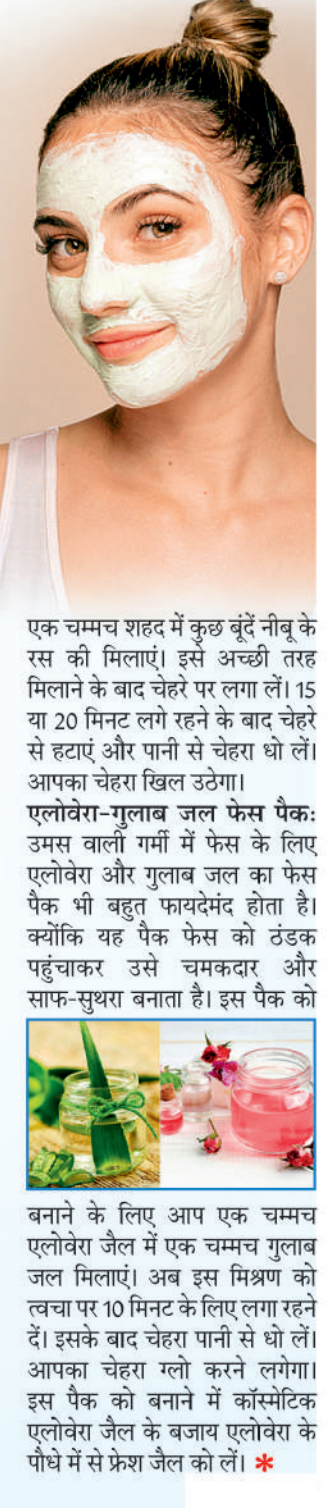 एक चम्मच शहद में कुछ बूंदें नीबू के
रस की मिलाएं। इसे अच्छी तरह
मिलाने के बाद चेहरे पर लगा लें। 15
या 20 मिनट लगे रहने के बाद चेहरे
से हटाएं और पानी से चेहरा धो लें।
आपका चेहरा खिल उठेगा।
एलोवेरा-गुलाब जल फेस पैक:
उमस वाली गर्मी में फेस के लिए
एलोवेरा और गुलाब जल का फेस
पैक भी बहुत फायदेमंद होता है।
क्योंकि यह पैक फेस को ठंडक
पहुंचाकर उसे चमकदार और
साफ-सुथरा बनाता है। इस पैक को
बनाने के लिए आप एक चम्मच
एलोवेरा जैल में एक चम्मच गुलाब
जल मिलाएं। अब इस मिश्रण को
त्वचा पर 10 मिनट के लिए लगा रहने
दें। इसके बाद चेहरा पानी से धो लें।
आपका चेहरा ग्लो करने लगेगा।
इस पैक को बनाने में कॉस्मेटिक
एलोवेरा जैल के बजाय एलोवेरा के
पौधे में से फ्रेश जैल को लें। *